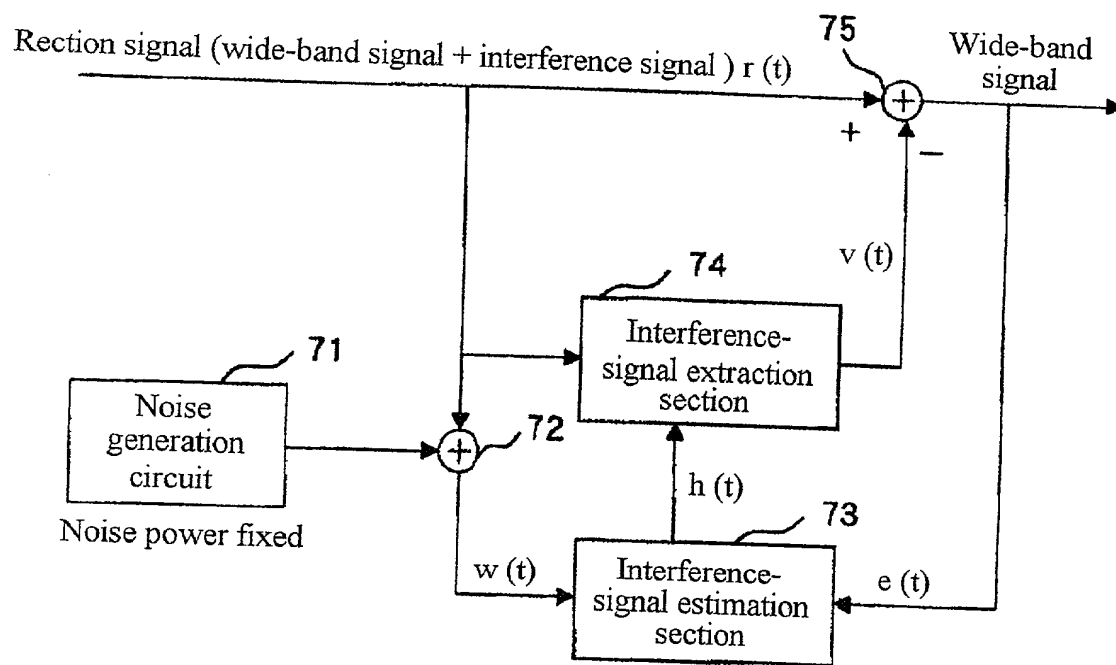 75
Wide-band
signal
Rection signal (wide-band signal + interference signal ) r (t)
+
+
−
v (t)
74
Interference-
signal extraction
section
71
Noise
generation
circuit
+
72
h (t)
Noise power fixed
73
w (t)
Interference-
signal estimation
section
e (t)